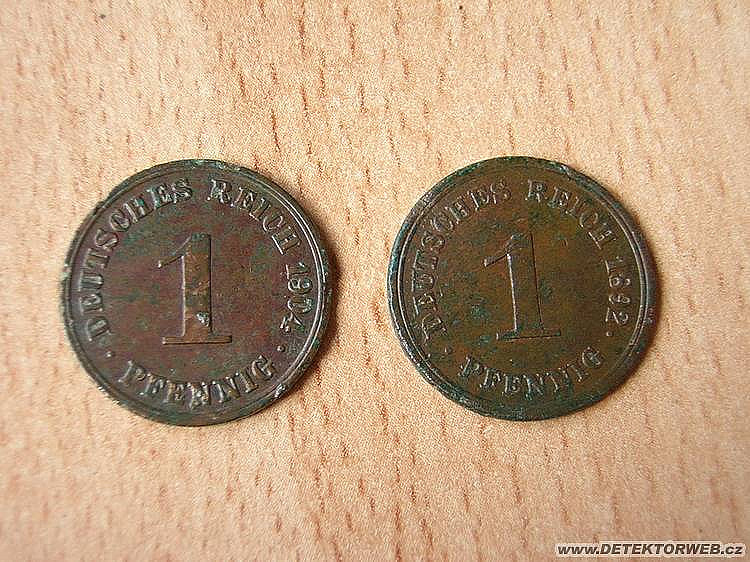 · DEUTSCHES REICH 1904 ·
1
PFENNIG
· DEUTSCHES REICH 1892 ·
1
PFENNIG
www.DETEKTORWEB.cz